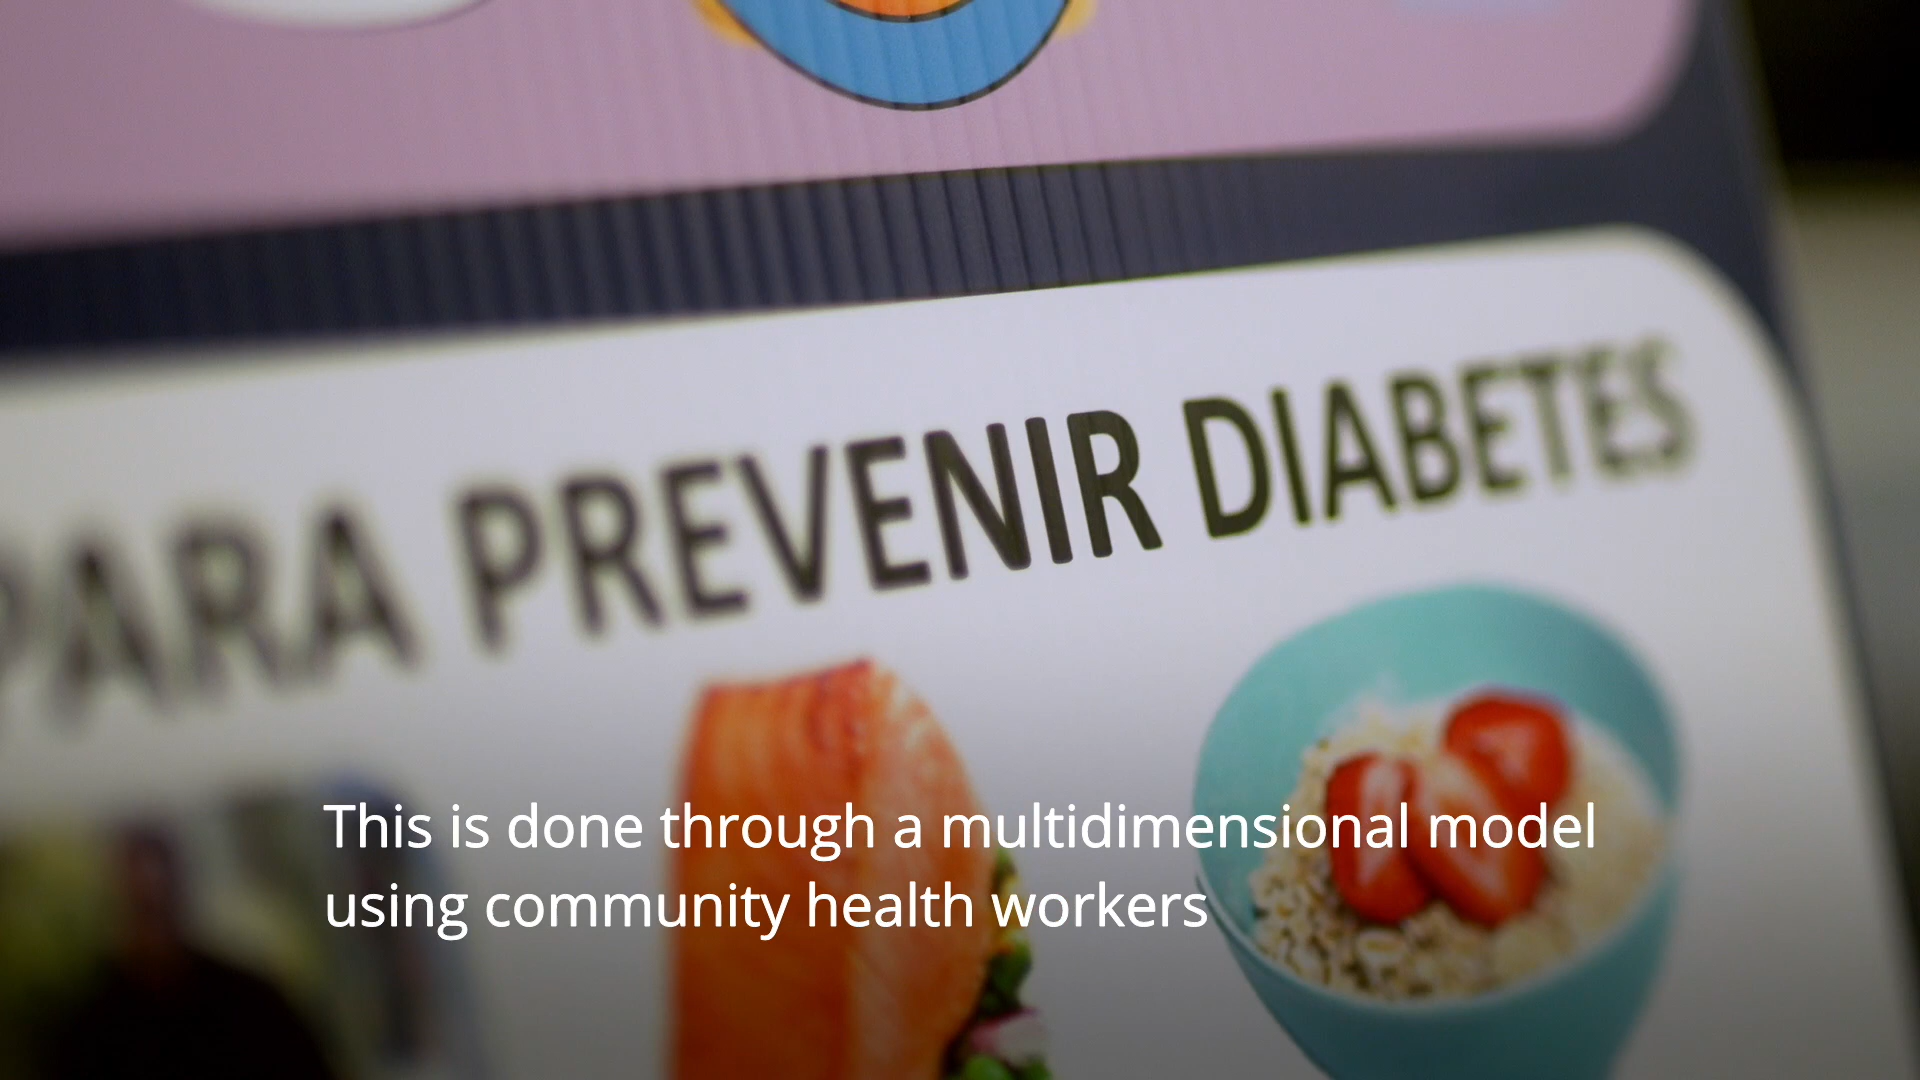 PARA PREVENIR DIABETES
This is done through a multidimensional model
using community health workers